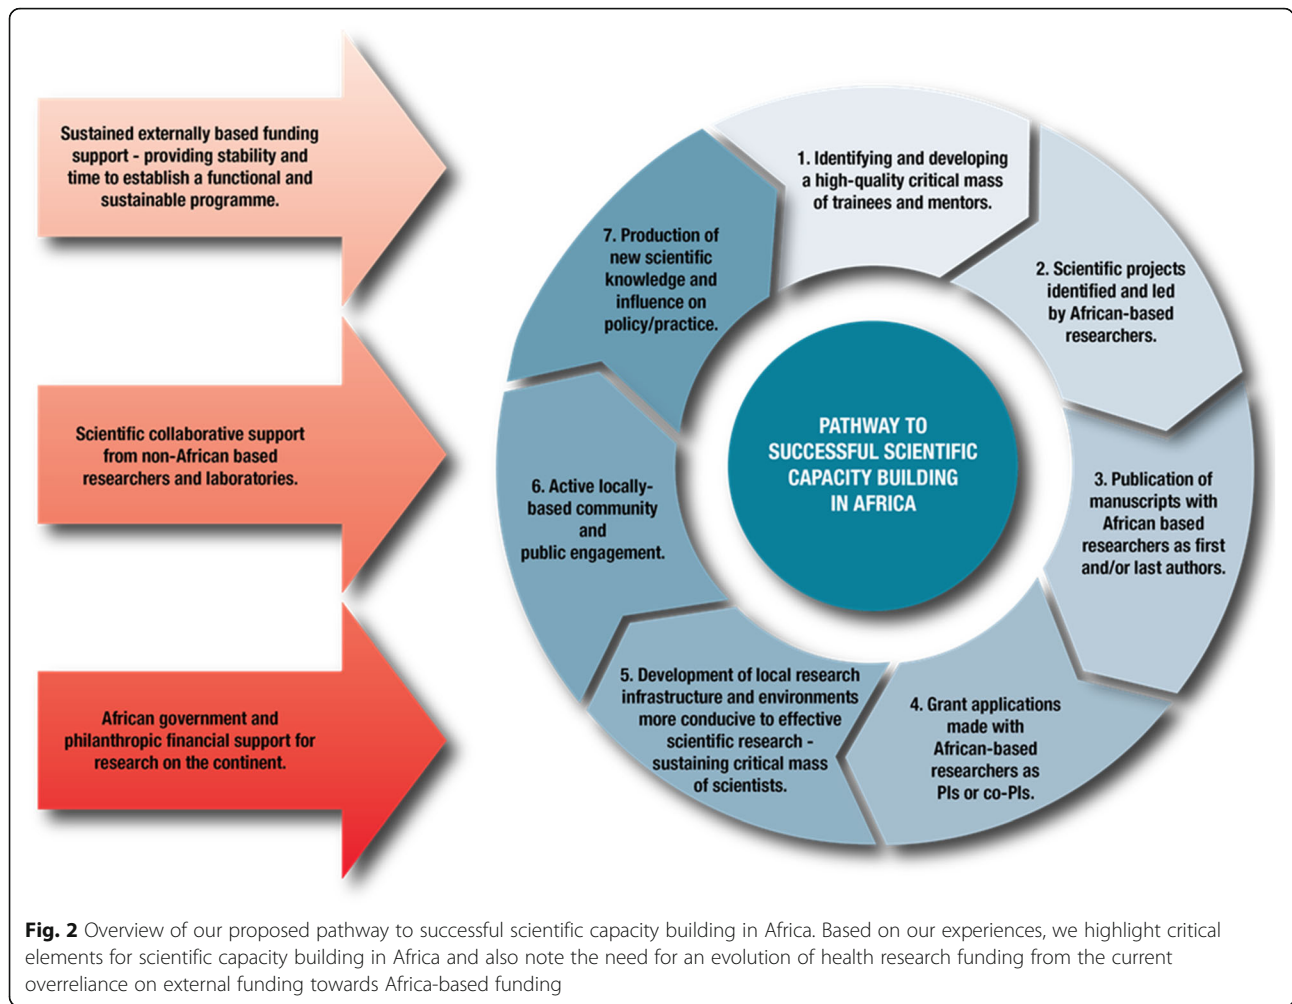 Sustained externally based funding
support - providing stability and
time to establish a functional and
sustainable programme.
Scientific collaborative support
from non-African based
researchers and laboratories.
African government and
philanthropic financial support for
research on the continent.
1. Identifying and developing
a high-quality critical mass
of trainees and mentors.
2. Scientific projects
identified and led
by African-based
researchers.
3. Publication of
manuscripts with
African based
researchers as first
and/or last authors.
4. Grant applications
made with
African-based
researchers as
PIs or co-PIs.
5. Development of local research
infrastructure and environments
more conducive to effective
scientific research -
sustaining critical mass
of scientists.
6. Active locally-
based community
and
public engagement.
7. Production of
new scientific
knowledge and
influence on
policy/practice.
PATHWAY TO
SUCCESSFUL SCIENTIFIC
CAPACITY BUILDING
IN AFRICA
Fig. 2 Overview of our proposed pathway to successful scientific capacity building in Africa. Based on our experiences, we highlight critical
elements for scientific capacity building in Africa and also note the need for an evolution of health research funding from the current
overreliance on external funding towards Africa-based funding